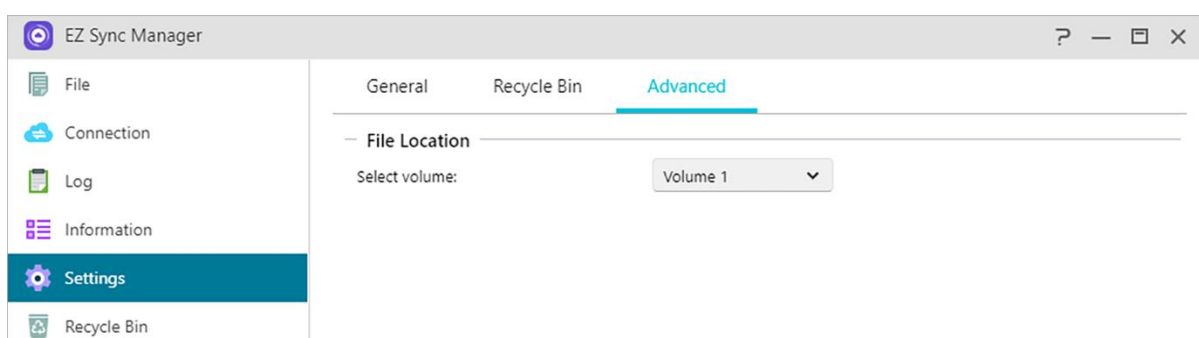 EZ Sync Manager
File
Connection
Log
Information
Settings
Recycle Bin
General Recycle Bin Advanced
File Location
Select volume: Volume 1